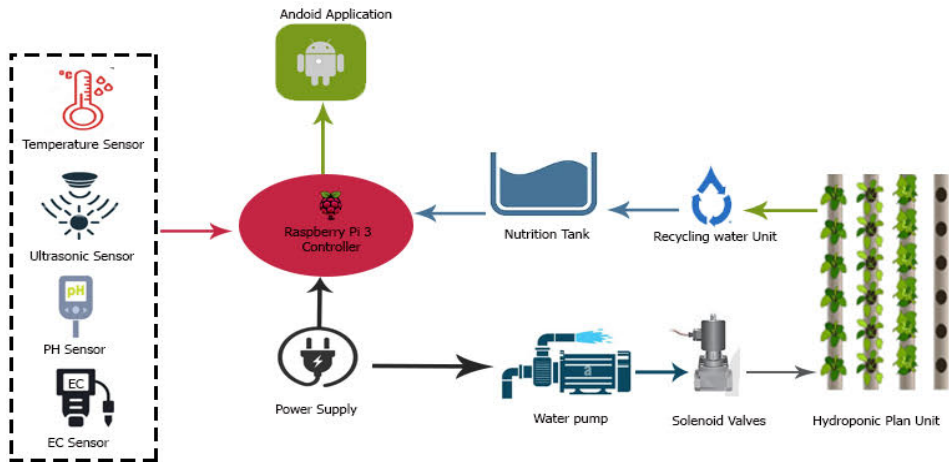 Andoid Application
°C
Temperature Sensor
Ultrasonic Sensor
pH
PH Sensor
EC
EC Sensor
Raspberry Pi 3
Controller
Power Supply
Nutrition Tank
Recycling water Unit
Water pump
Solenoid Valves
Hydroponic Plan Unit